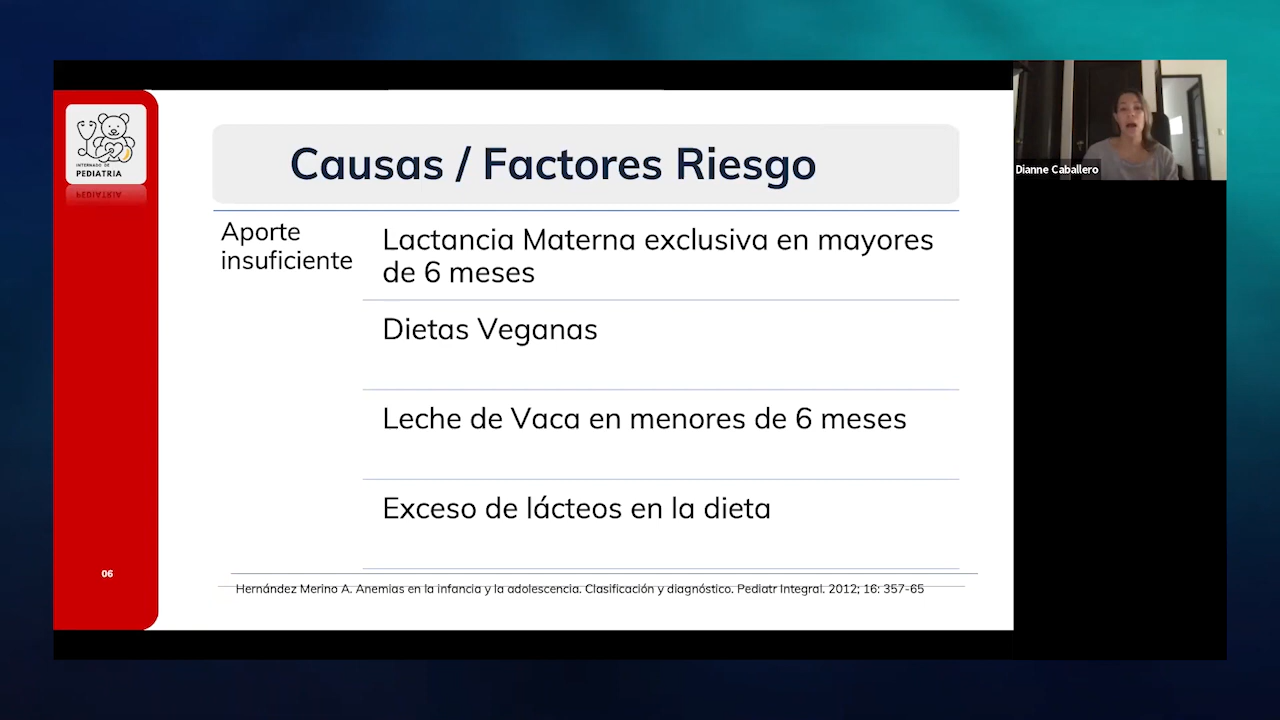 INTERNADO DE
PEDIATRIA
Causas / Factores Riesgo
Aporte
insuficiente
Lactancia Materna exclusiva en mayores
de 6 meses
Dietas Veganas
Leche de Vaca en menores de 6 meses
Exceso de lácteos en la dieta
06
Hernández Merino A. Anemias en la infancia y la adolescencia. Clasificación y diagnóstico. Pediatr Integral. 2012; 16: 357-65
Dianne Caballero